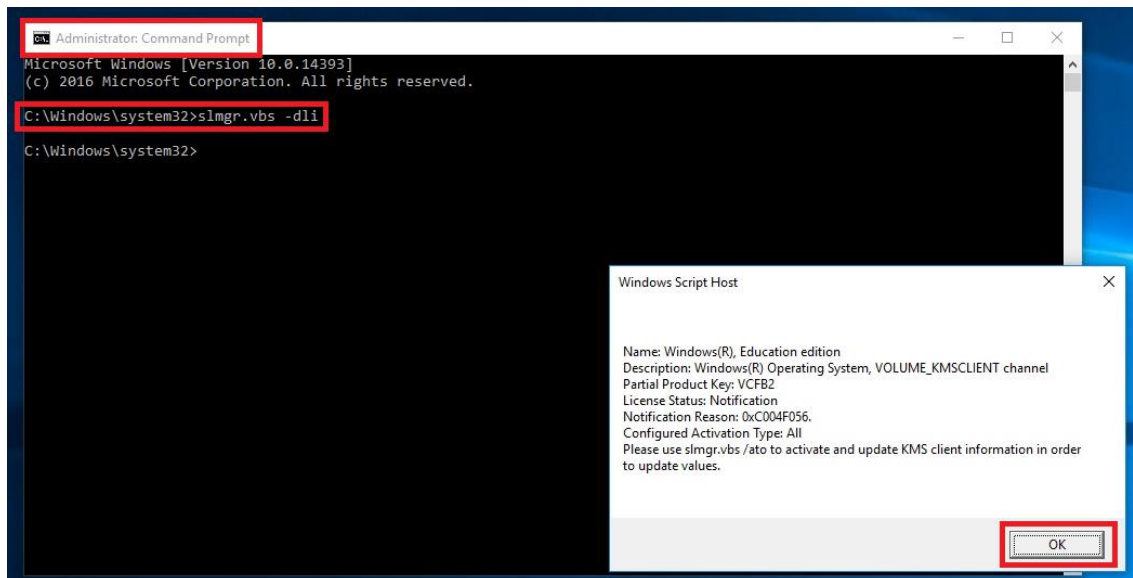 Administrator: Command Prompt
Microsoft Windows [Version 10.0.14393]
(c) 2016 Microsoft Corporation. All rights reserved.
C:\Windows\system32>slmgr.vbs -dli
C:\Windows\system32>
Windows Script Host
Name: Windows(R), Education edition
Description: Windows(R) Operating System, VOLUME_KMSCLIENT channel
Partial Product Key: VCFB2
License Status: Notification
Notification Reason: 0xC004F056.
Configured Activation Type: All
Please use slmgr.vbs /ato to activate and update KMS client information in order
to update values.
OK